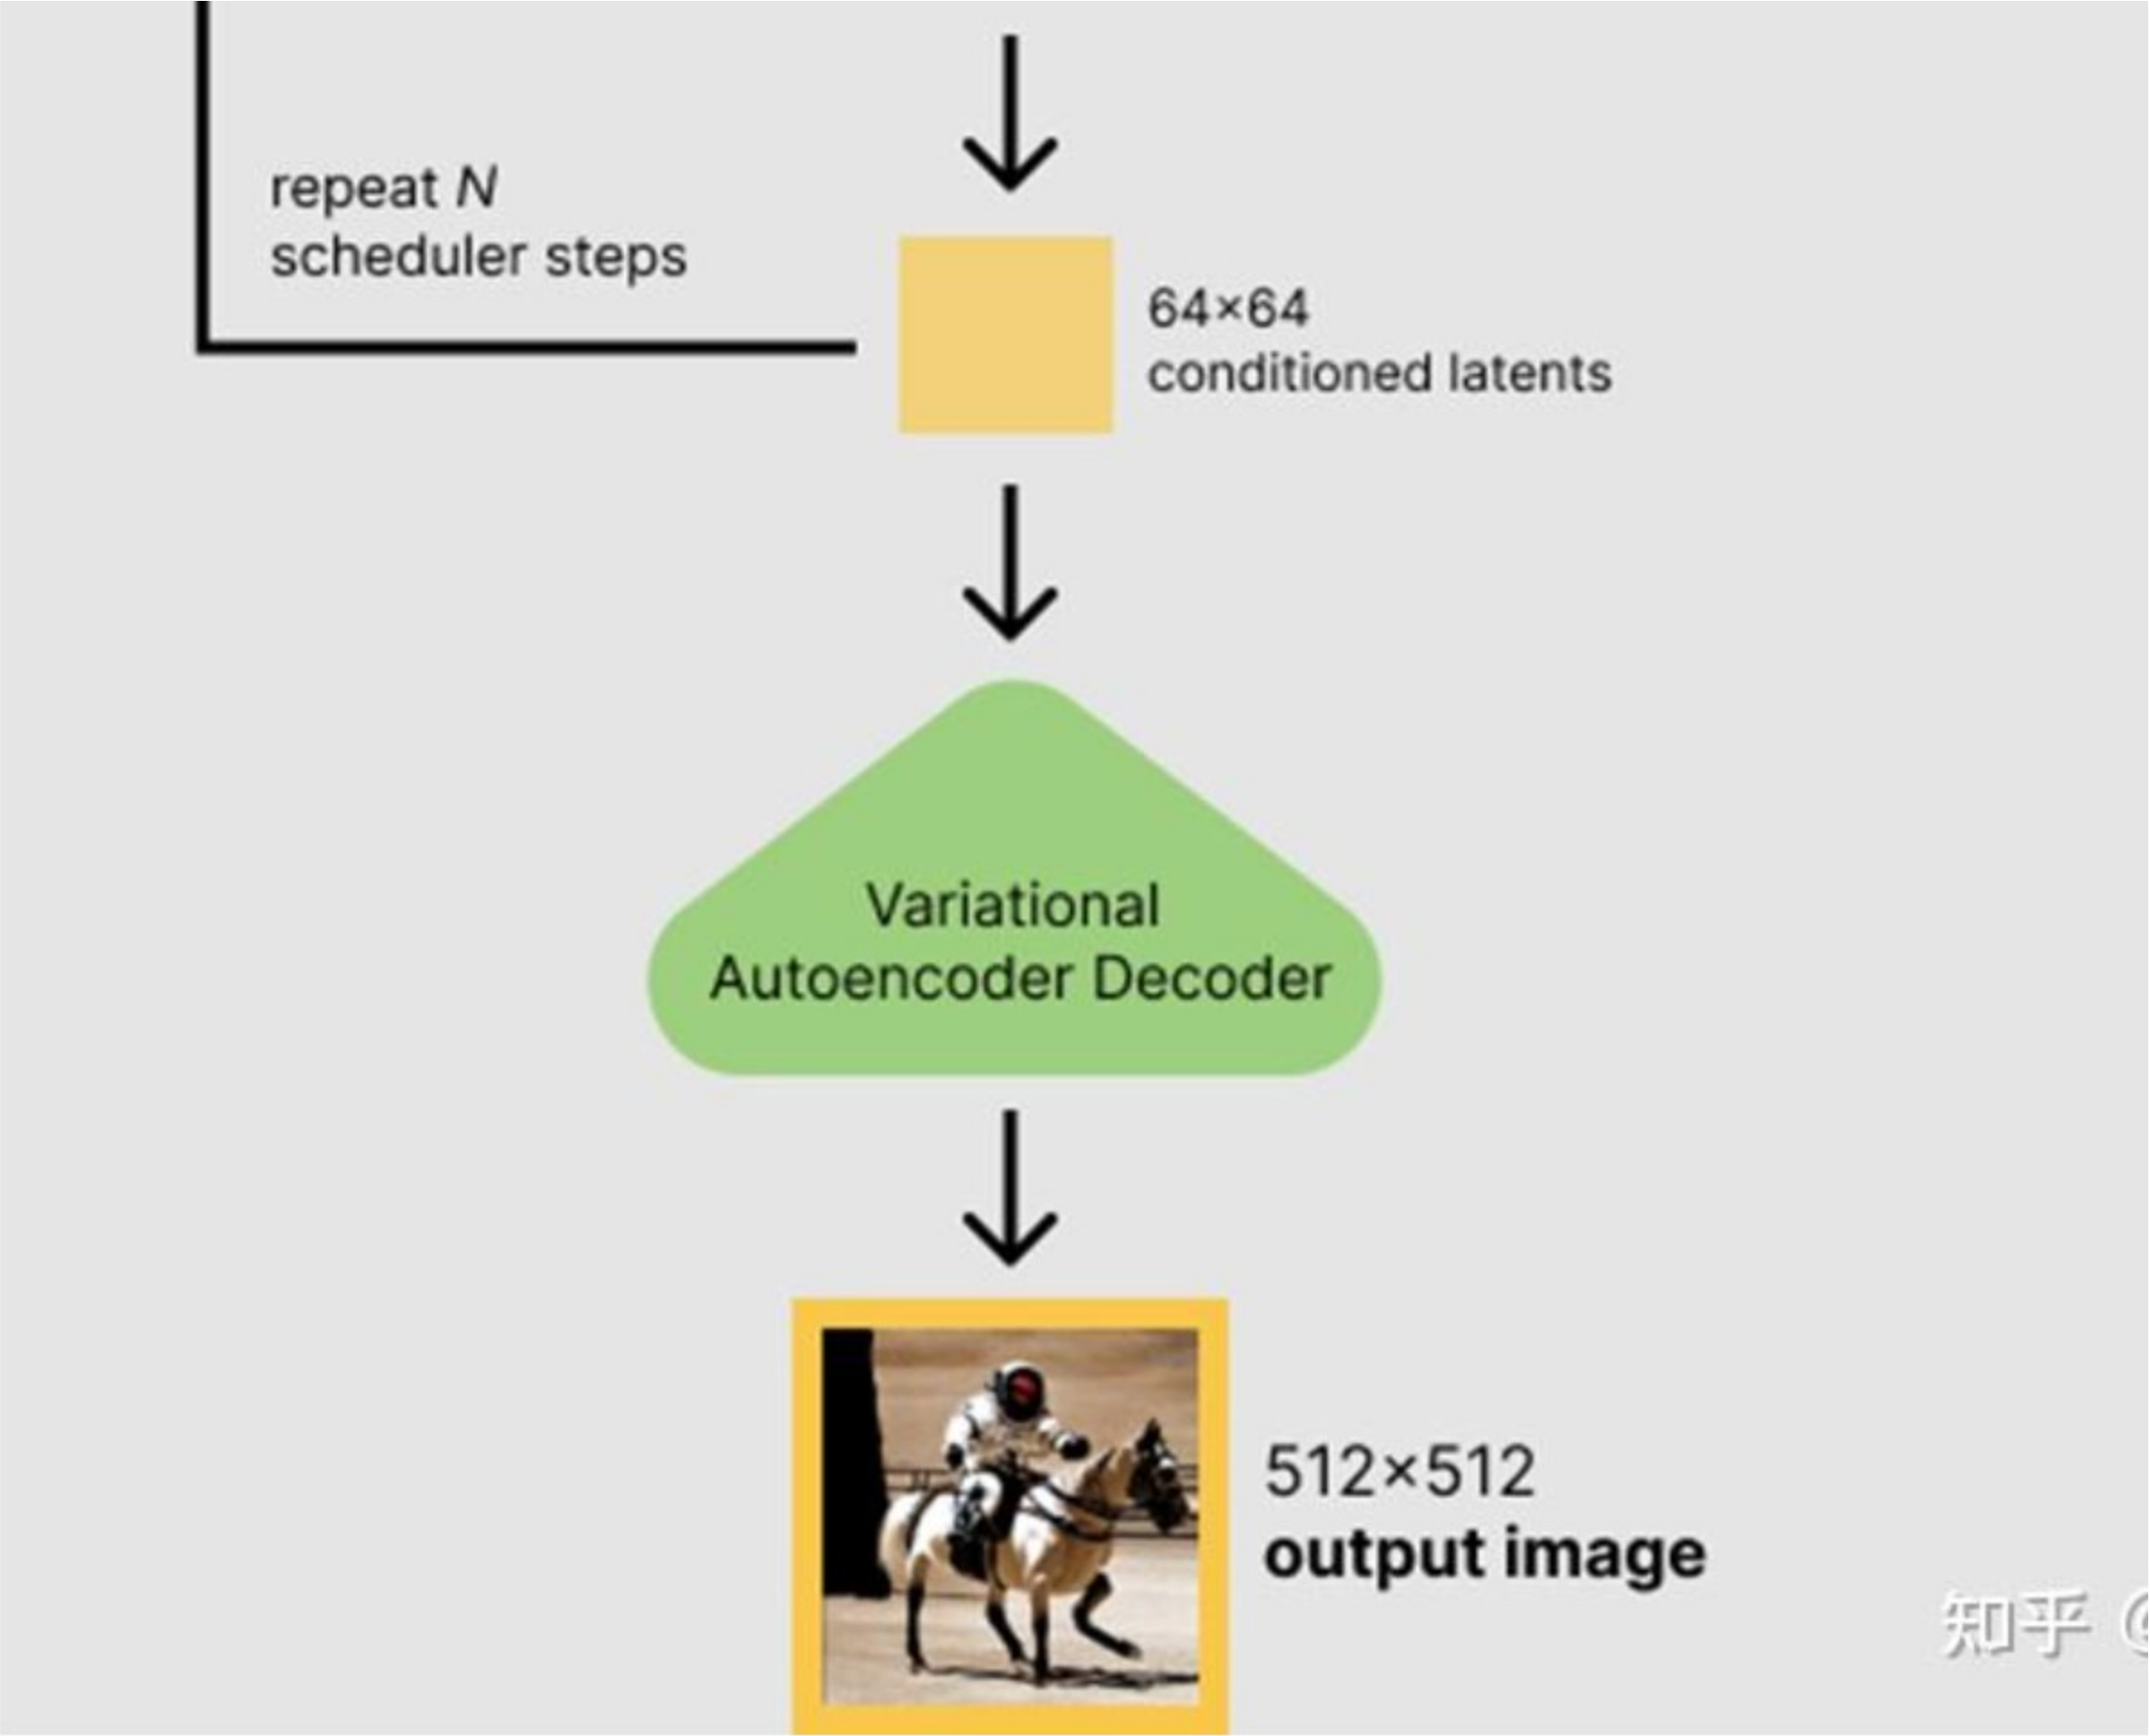 repeat N
scheduler steps
64×64
conditioned latents
Variational
Autoencoder Decoder
512×512
output image
知乎 @